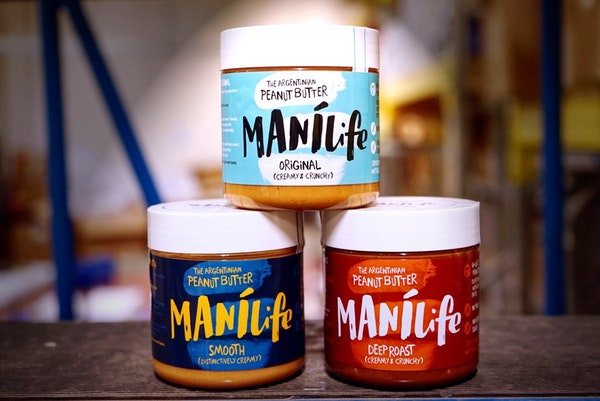 THE ARGENTINIAN
PEANUT BUTTER
MANÍLife
ORIGINAL
(CREAMY & CRUNCHY)
THE ARGENTINIAN
PEANUT BUTTER
MANÍLife
SMOOTH
(DISTINCTIVELY CREAMY)
THE ARGENTINIAN
PEANUT BUTTER
MANÍLife
DEEP ROAST
(CREAMY & CRUNCHY)